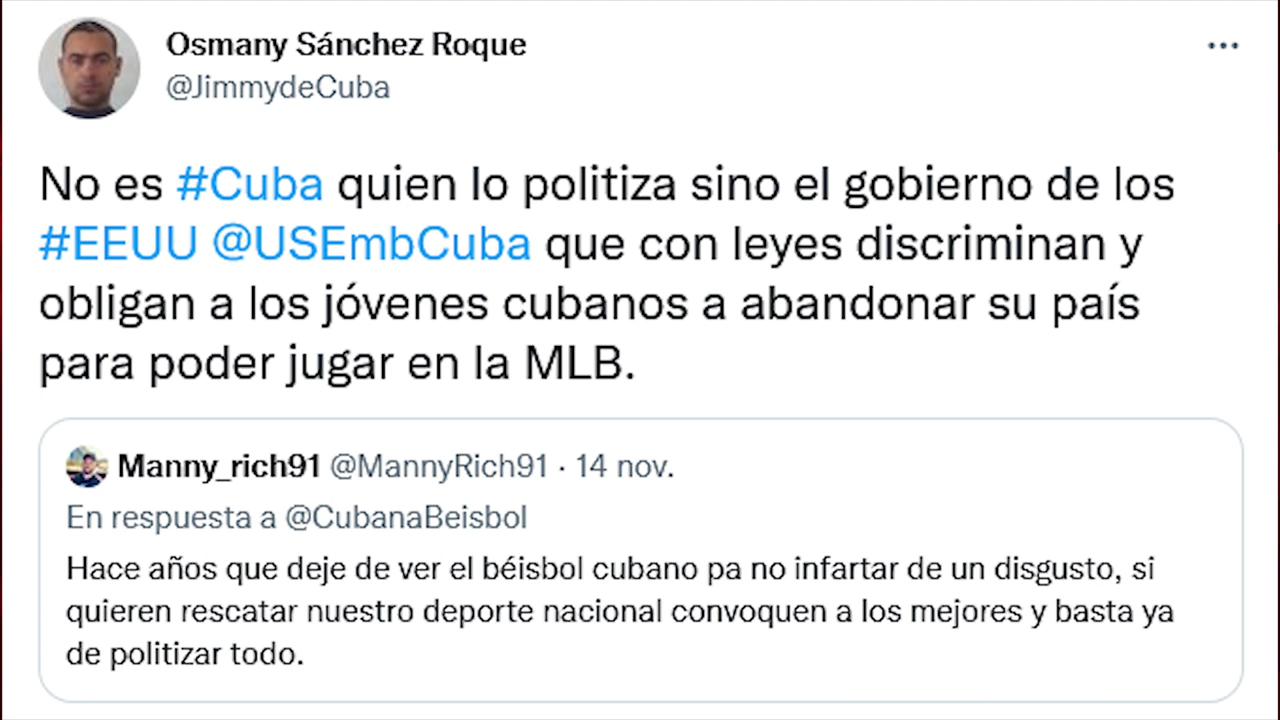 Osmany Sánchez Roque
@JimmydeCuba
No es #Cuba quien lo politiza sino el gobierno de los
#EEUU @USEmbCuba que con leyes discriminan y
obligan a los jóvenes cubanos a abandonar su país
para poder jugar en la MLB.
Manny_rich91 @MannyRich91 · 14 nov.
En respuesta a @CubanaBeisbol
Hace años que deje de ver el béisbol cubano pa no infartar de un disgusto, si
quieren rescatar nuestro deporte nacional convoquen a los mejores y basta ya
de politizar todo.